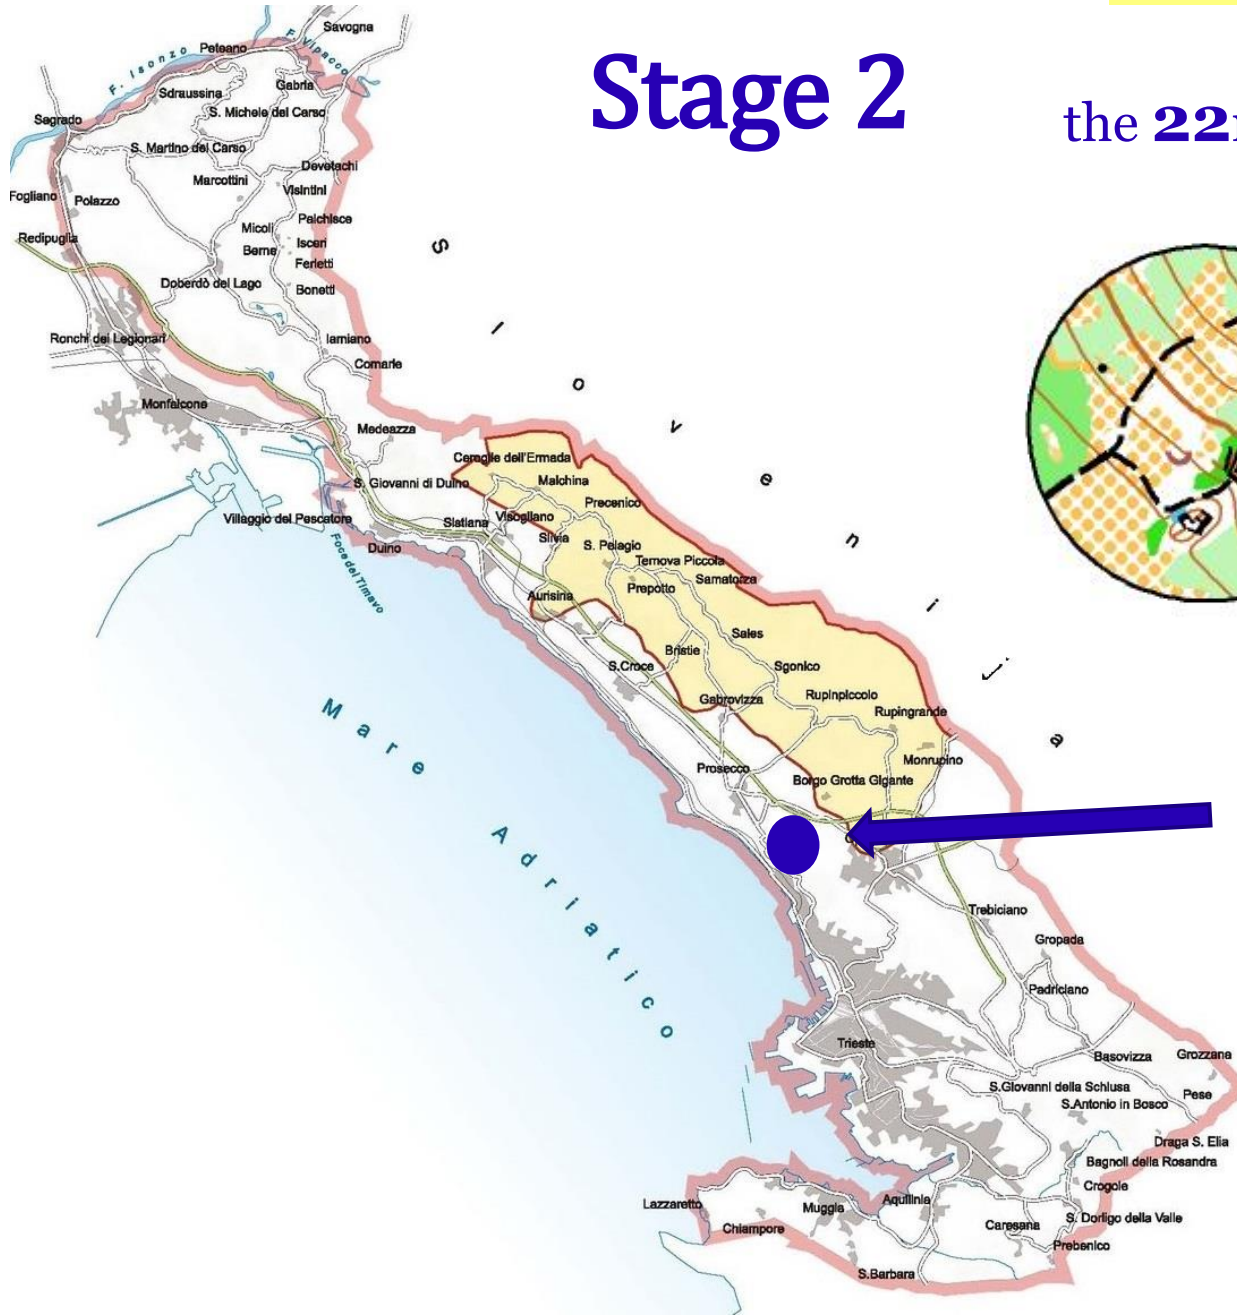 Stage 2
the 22
Savogna
F. Vipacco
Peteano
F. Isonzo
Gabria
Sdraussina
S. Michele del Carso
Sagrado
S. Martino del Carso
Devetachi
Marcottini
Visintini
Fogliano
Polazzo
Palchisce
Micoli
Redipuglia
Berne
Isceri
Ferletti
Doberdò del Lago
Bonetti
Ronchi dei Legionari
Iamiano
Comarie
Monfalcone
Medeazza
Slovenija
Ceroglie dell'Ermada
S. Giovanni di Duino
Malchina
Precenico
Villaggio del Pescatore
Sistiana
Visogliano
Slivia
S. Pelagio
Duino
Foce del Timavo
Ternova Piccola
Samatorza
Prepotto
Aurisina
Sales
Bristie
S.Croce
Sgonico
Gabrovizza
Rupinpiccolo
Rupingrande
Mare Adriatico
Monrupino
Prosecco
Borgo Grotta Gigante
Trebiciano
Gropada
Padriciano
Trieste
Basovizza
Grozzana
S.Giovanni della Schiusa
Pese
S.Antonio in Bosco
Draga S. Elia
Bagnoli della Rosandra
Crogole
Lazzaretto
Muggia
Aquilinia
Chiampore
Caresana
S. Dorligo della Valle
Prebenico
S.Barbara